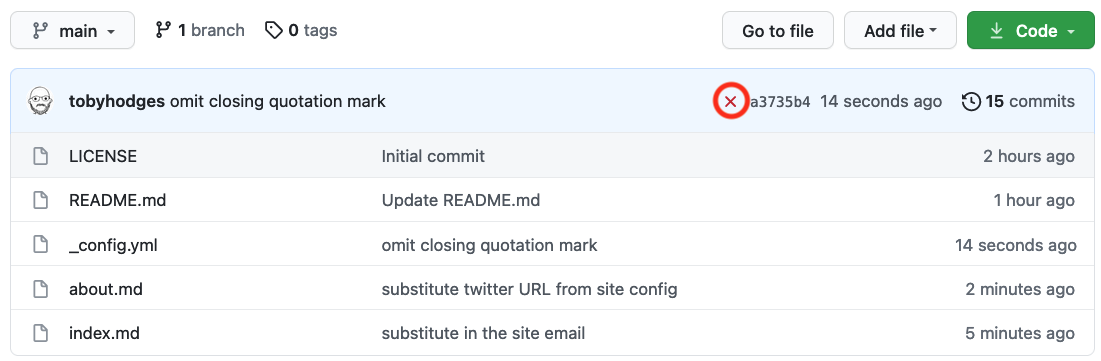 main 1 branch 0 tags Go to file Add file Code
tobyhodges omit closing quotation mark a3735b4 14 seconds ago 15 commits
LICENSE Initial commit 2 hours ago
README.md Update README.md 1 hour ago
_config.yml omit closing quotation mark 14 seconds ago
about.md substitute twitter URL from site config 2 minutes ago
index.md substitute in the site email 5 minutes ago